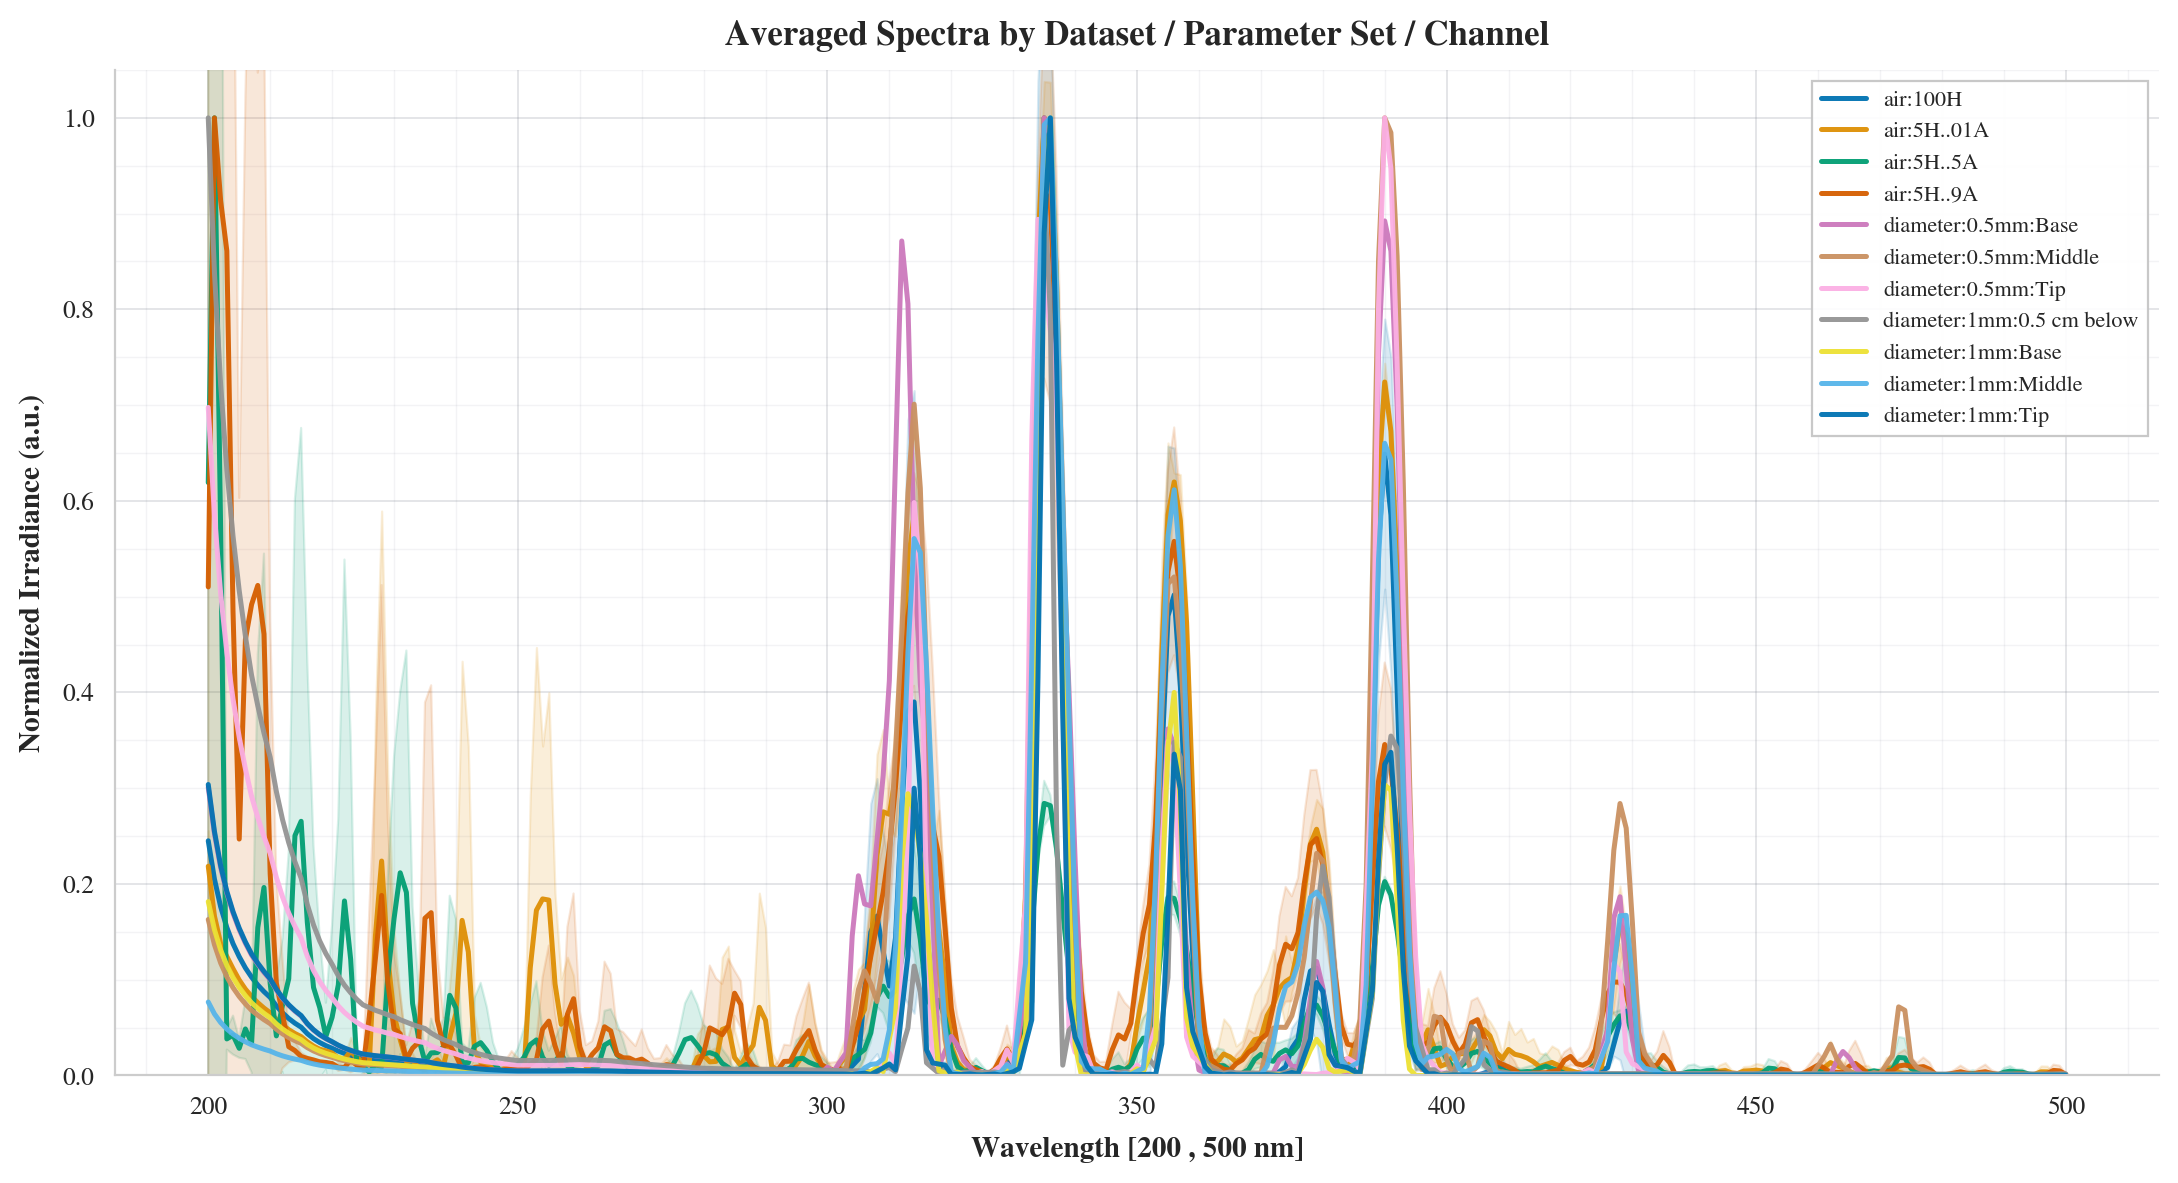 Averaged Spectra by Dataset / Parameter Set / Channel
Normalized Irradiance (a.u.)
1.0
0.8
0.6
0.4
0.2
0.0
air:100H
air:5H..01A
air:5H..5A
air:5H..9A
diameter:0.5mm:Base
diameter:0.5mm:Middle
diameter:0.5mm:Tip
diameter:1mm:0.5 cm below
diameter:1mm:Base
diameter:1mm:Middle
diameter:1mm:Tip
200 250 300 350 400 450 500
Wavelength [200 , 500 nm]